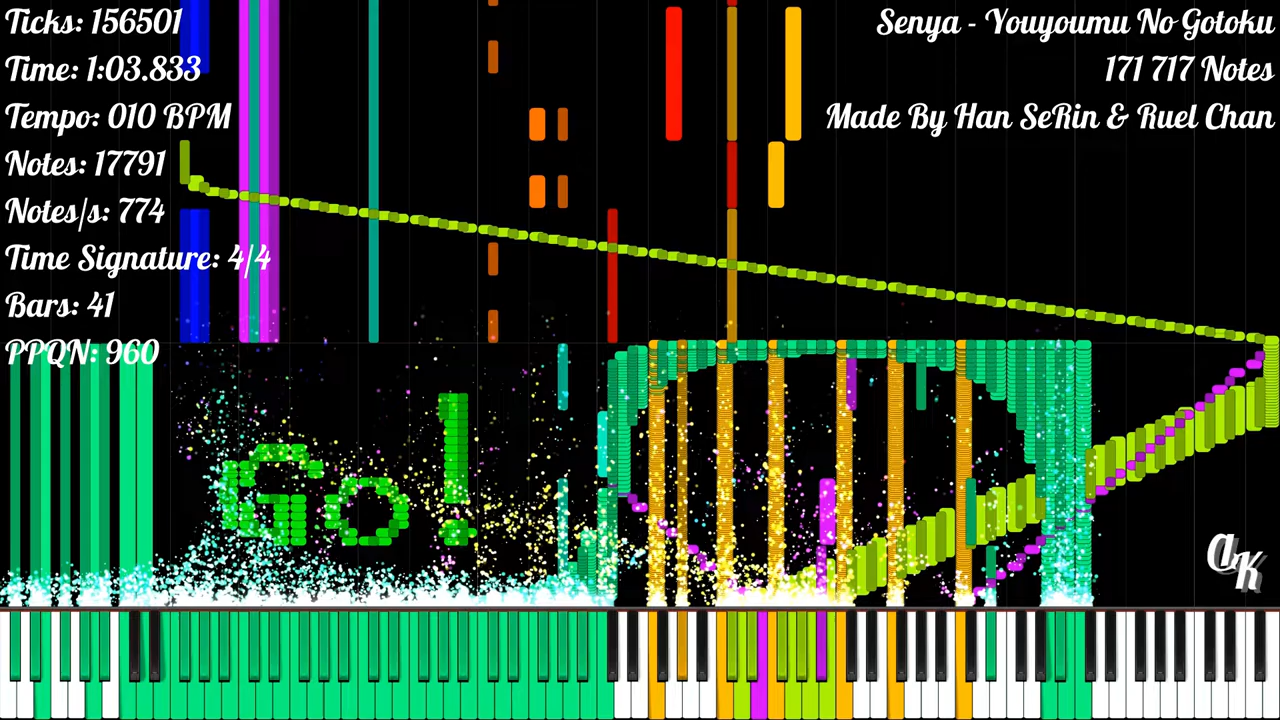 Ticks: 156501
Time: 1:03.833
Tempo: 010 BPM
Notes: 17791
Notes/s: 774
Time Signature: 4/4
Bars: 41
PPQN: 960
Senya - Youyoumu No Gotoku
171 717 Notes
Made By Han SeRin & Ruel Chan
Go!
aK